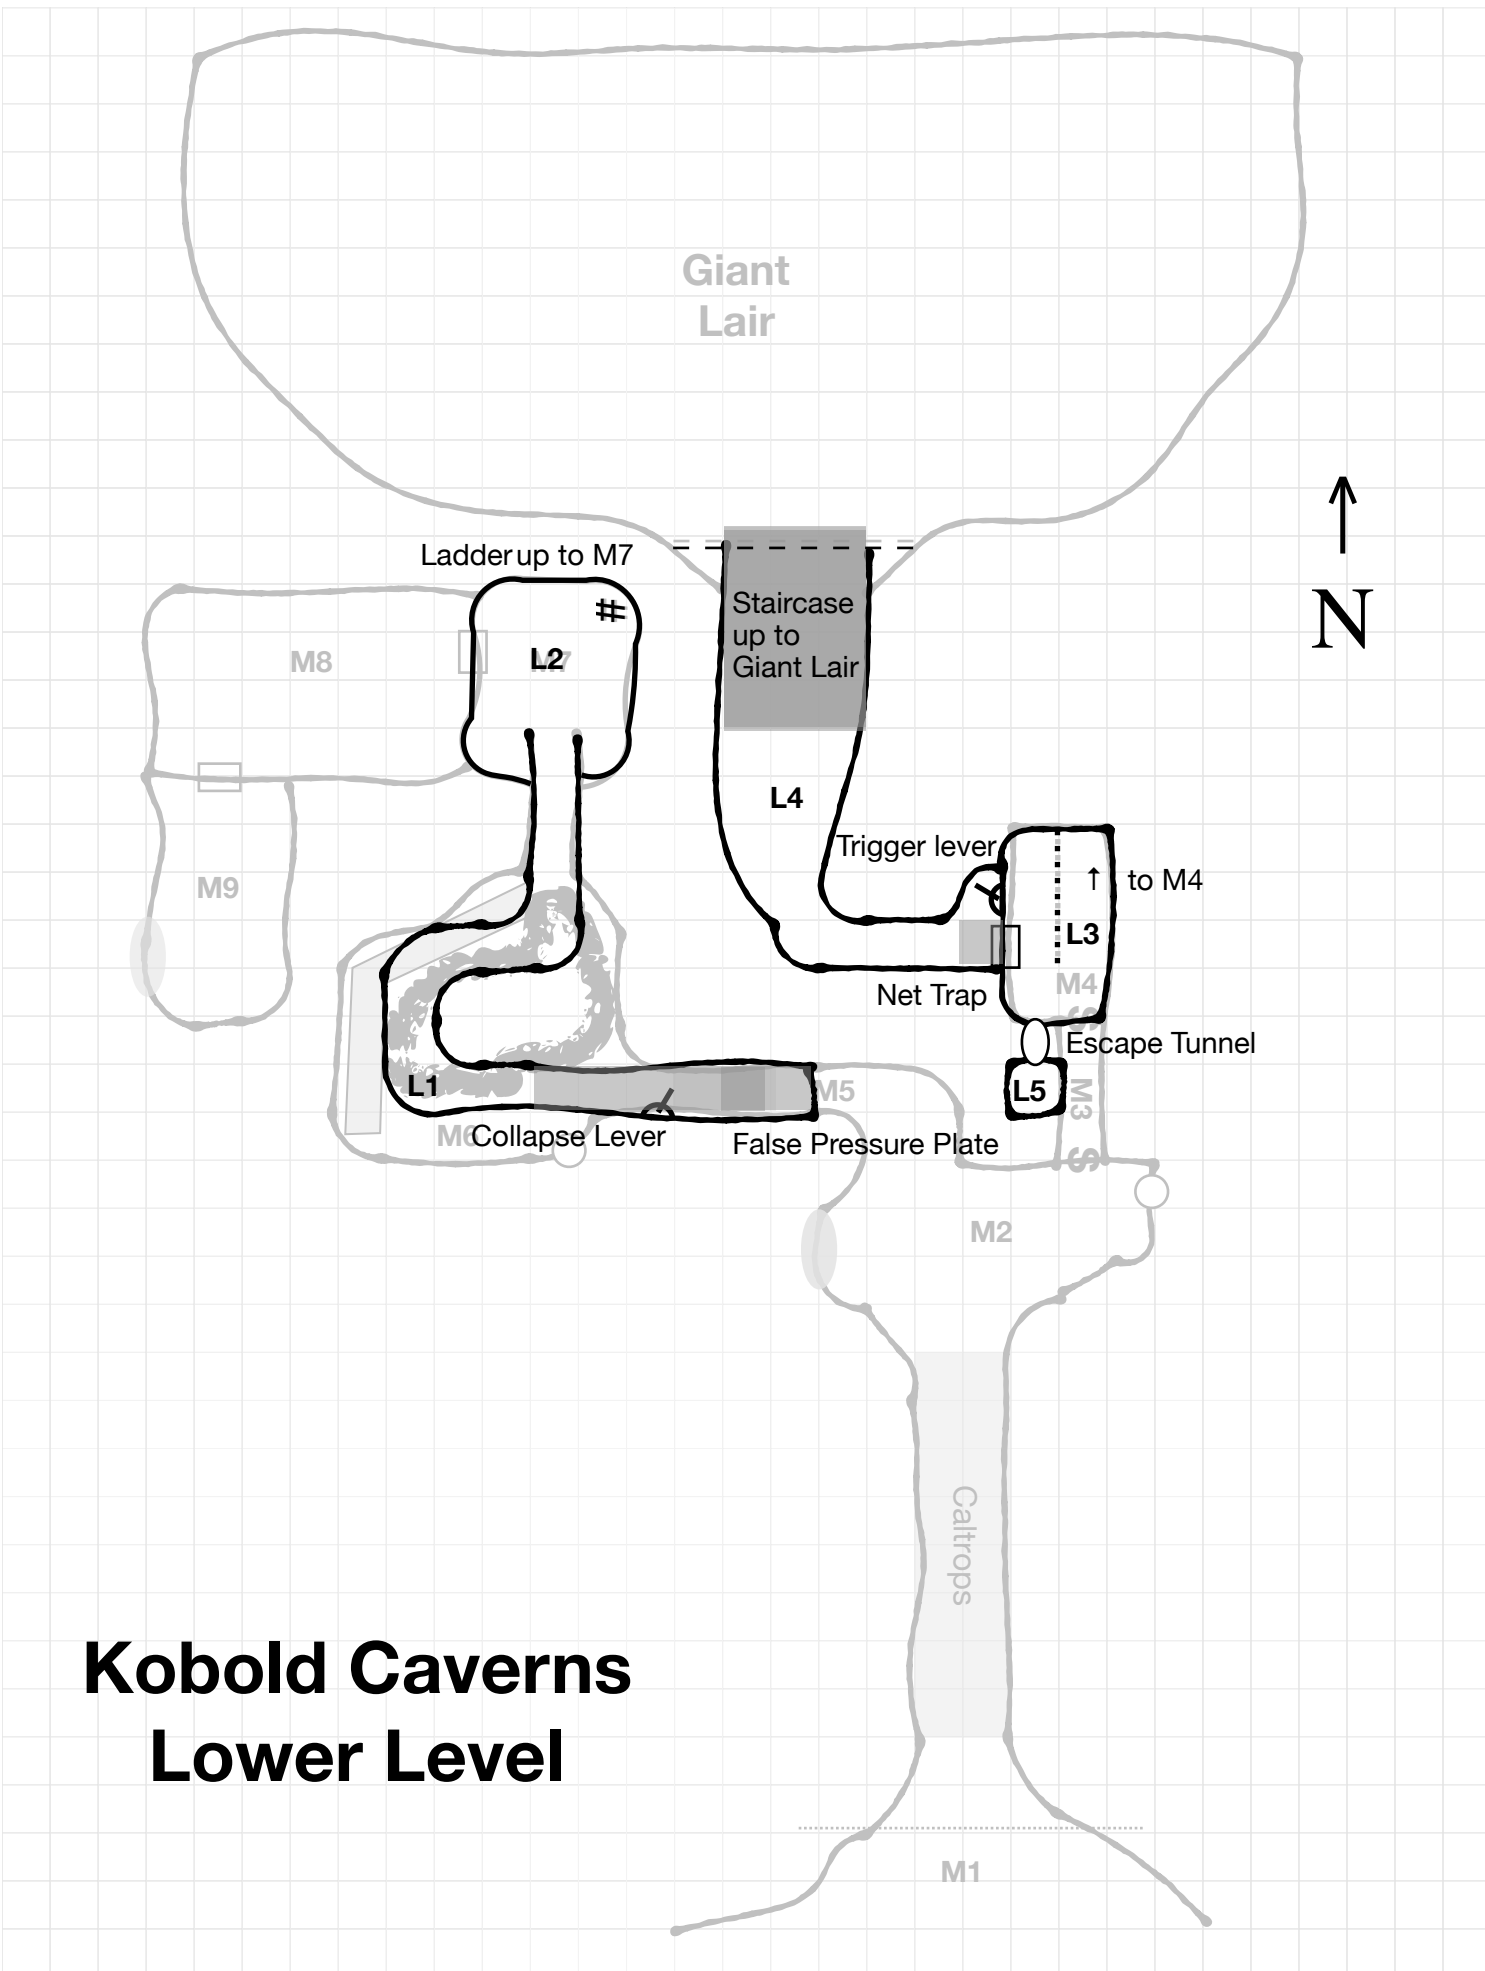 Giant
Lair
Ladder up to M7
N
Staircase
up to
Giant Lair
M8
L2
M7
L4
Trigger lever
M9
↑ to M4
L3
M4
Net Trap
S
Escape Tunnel
L1
M5
L5
M3
M6
Collapse Lever
False Pressure Plate
S
M2
Caltrops
Kobold Caverns
Lower Level
M1